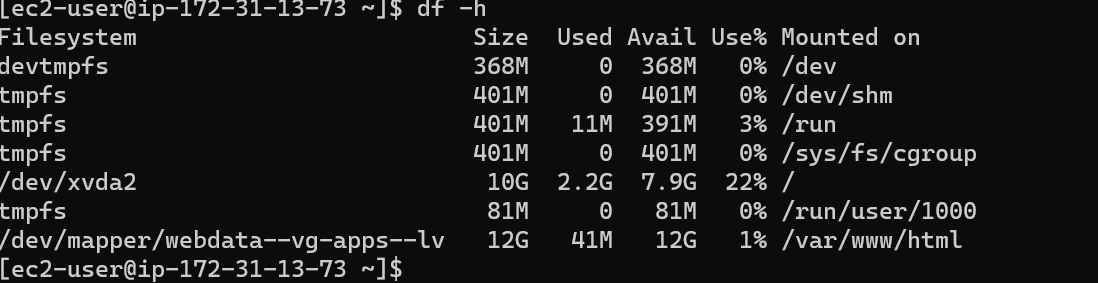 [ec2-user@ip-172-31-13-73 ~]$ df -h
Filesystem                          Size  Used Avail Use% Mounted on
devtmpfs                            368M     0  368M   0% /dev
tmpfs                               401M     0  401M   0% /dev/shm
tmpfs                               401M   11M  391M   3% /run
tmpfs                               401M     0  401M   0% /sys/fs/cgroup
/dev/xvda2                           10G  2.2G  7.9G  22% /
tmpfs                                81M     0   81M   0% /run/user/1000
/dev/mapper/webdata--vg-apps--lv   12G   41M   12G   1% /var/www/html
[ec2-user@ip-172-31-13-73 ~]$